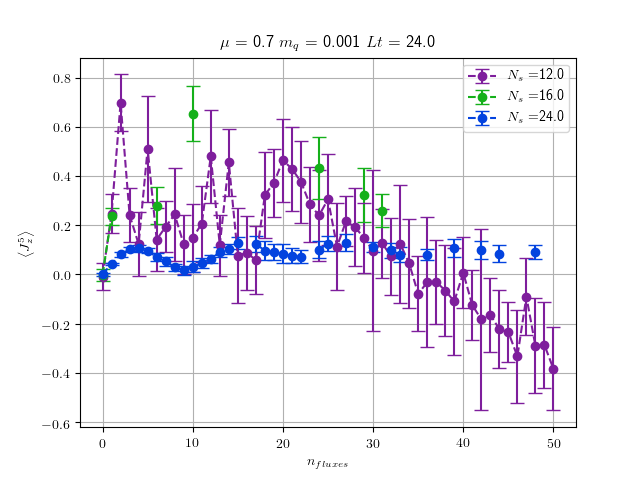 μ = 0.7 m_q = 0.001 Lt = 24.0
N_s =12.0
N_s =16.0
N_s =24.0
⟨J_z^5⟩
0.8
0.6
0.4
0.2
0.0
−0.2
−0.4
−0.6
0 10 20 30 40 50
n_fluxes